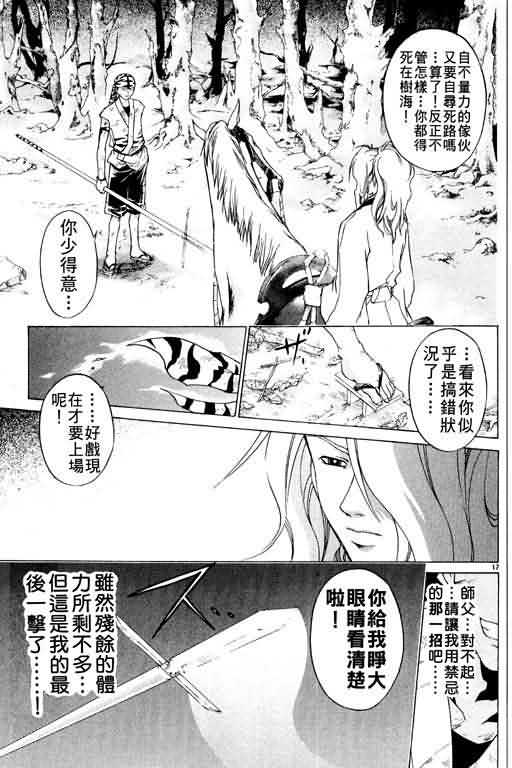 自不量力的傢伙
又要自尋死路嗎
…算了！反正不
管怎樣…你都得
死在樹海！
你少得意…
…看來你似
乎是搞錯狀
況了……
……好戲現
在才要上場
呢！
17
師父…對不起…
…請讓我用禁忌
的那一招吧……
你給我睜大
眼睛看清楚
啦！
雖然殘餘的體
力所剩不多…
但這是我的最
後一擊了……！